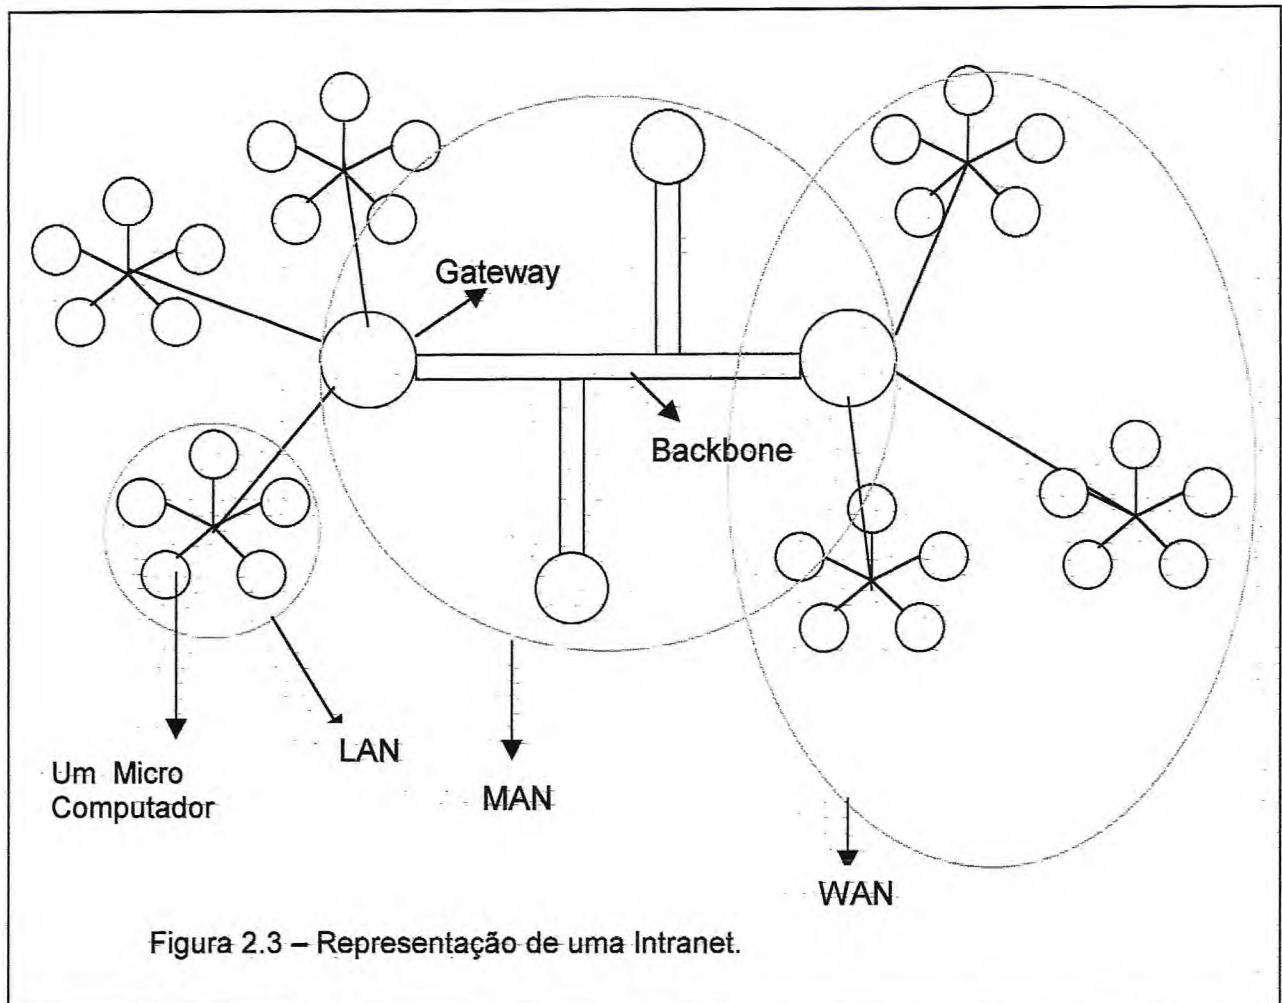 Gateway
Backbone
LAN
Um Micro
Computador
MAN
WAN
Figura 2.3 – Representação de uma Intranet.